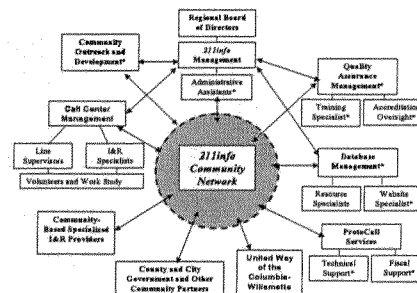 Regional Board
of Directors
Community
Outreach and
Development*
211info
Management
Administrative
Assistants*
Quality
Assurance
Management*
Training
Specialist*
Accreditation
Oversight*
Call Center
Management
Line
Supervisors
I&R
Specialists
Volunteers and Work Study
211info
Community
Network
Database
Management*
Resource
Specialists
Website
Specialist*
Community-
Based Specialized
I&R Providers
ProtoCall
Services
Technical
Support*
Fiscal
Support*
County and City
Government and Other
Community Partners
United Way
of the
Columbia-
Willamette